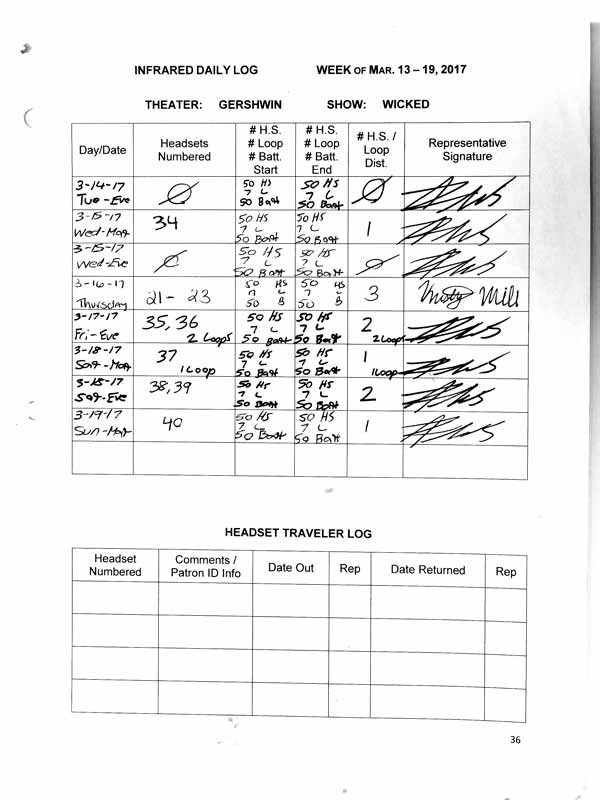 INFRARED DAILY LOG WEEK OF MAR. 13 – 19, 2017
THEATER: GERSHWIN SHOW: WICKED
Day/Date Headsets Numbered # H.S. # Loop # Batt. Start # H.S. # Loop # Batt. End # H.S. / Loop Dist. Representative Signature
3-14-17 50 HS 50 HS
Tue-Eve Ø 7 L 7 L Ø
50 Batt 50 Batt
3-15-17 34 50 HS 50 HS
Wed-Mat 7 L 7 L 1
50 Batt 50 Batt
3-15-17 50 HS 50 HS
Wed-Eve Ø 7 L 7 L Ø
50 Batt 50 Batt
3-16-17 50 HS 50 HS
Thursday 21-23 7 L 7 L 3 Misty Mills
50 B 50 B
3-17-17 35, 36 50 HS 50 HS 2
Fri-Eve 2 Loops 7 L 7 L 2 Loops
50 Batt 50 Batt
3-18-17 37 50 HS 50 HS 1
Sat-Mat 1 Loop 7 L 7 L 1 Loop
50 Batt 50 Batt
3-18-17 38,39 50 HS 50 HS
Sat-Eve 7 L 7 L 2
50 Batt 50 Batt
3-19-17 40 50 HS 50 HS
Sun-Mat 7 L 7 L 1
50 Batt 50 Batt
HEADSET TRAVELER LOG
Headset Numbered Comments / Patron ID Info Date Out Rep Date Returned Rep
36